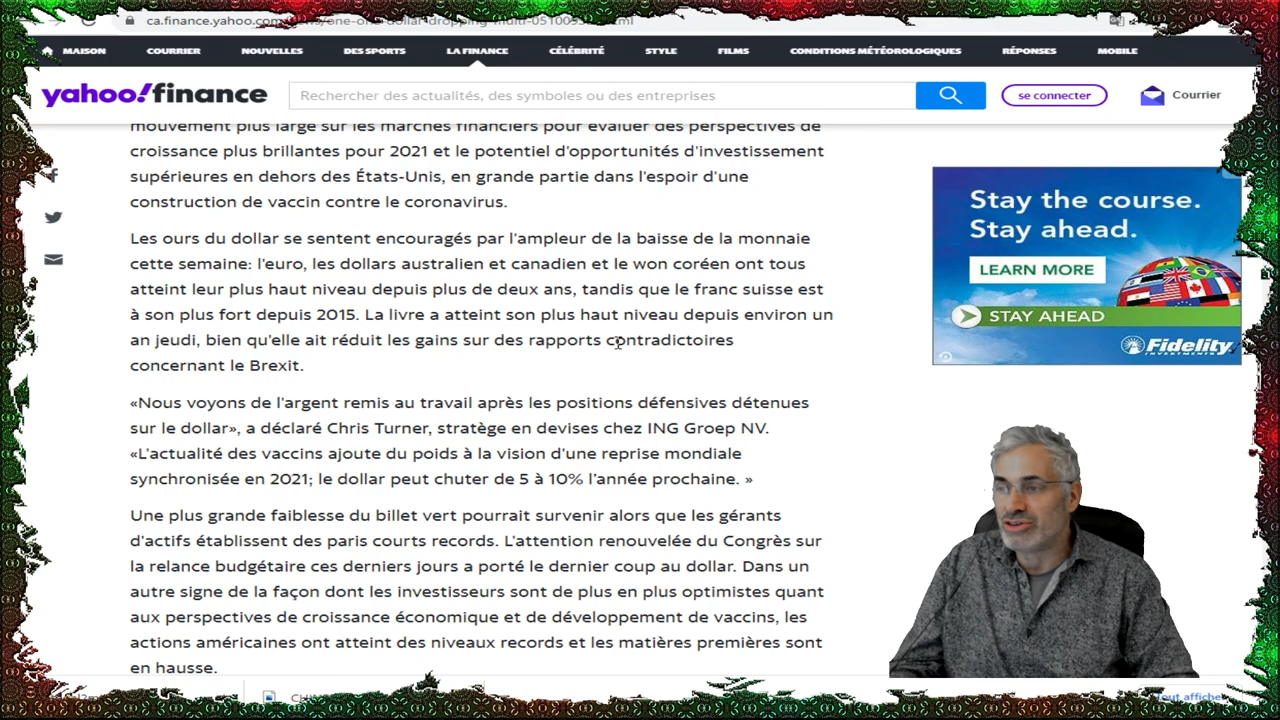 ca.finance.yahoo.com
MAISON COURRIER NOUVELLES DES SPORTS LA FINANCE CÉLÉBRITÉ STYLE FILMS CONDITIONS MÉTÉOROLOGIQUES RÉPONSES MOBILE
yahoo!finance
Rechercher des actualités, des symboles ou des entreprises
se connecter
Courrier
mouvement plus large sur les marchés financiers pour évaluer des perspectives de
croissance plus brillantes pour 2021 et le potentiel d'opportunités d'investissement
supérieures en dehors des États-Unis, en grande partie dans l'espoir d'une
construction de vaccin contre le coronavirus.
Les ours du dollar se sentent encouragés par l'ampleur de la baisse de la monnaie
cette semaine: l'euro, les dollars australien et canadien et le won coréen ont tous
atteint leur plus haut niveau depuis plus de deux ans, tandis que le franc suisse est
à son plus fort depuis 2015. La livre a atteint son plus haut niveau depuis environ un
an jeudi, bien qu'elle ait réduit les gains sur des rapports contradictoires
concernant le Brexit.
«Nous voyons de l'argent remis au travail après les positions défensives détenues
sur le dollar», a déclaré Chris Turner, stratège en devises chez ING Groep NV.
«L'actualité des vaccins ajoute du poids à la vision d'une reprise mondiale
synchronisée en 2021; le dollar peut chuter de 5 à 10% l'année prochaine. »
Une plus grande faiblesse du billet vert pourrait survenir alors que les gérants
d'actifs établissent des paris courts records. L'attention renouvelée du Congrès sur
la relance budgétaire ces derniers jours a porté le dernier coup au dollar. Dans un
autre signe de la façon dont les investisseurs sont de plus en plus optimistes quant
aux perspectives de croissance économique et de développement de vaccins, les
actions américaines ont atteint des niveaux records et les matières premières sont
en hausse.
Stay the course.
Stay ahead.
LEARN MORE
STAY AHEAD
Fidelity
INVESTMENTS